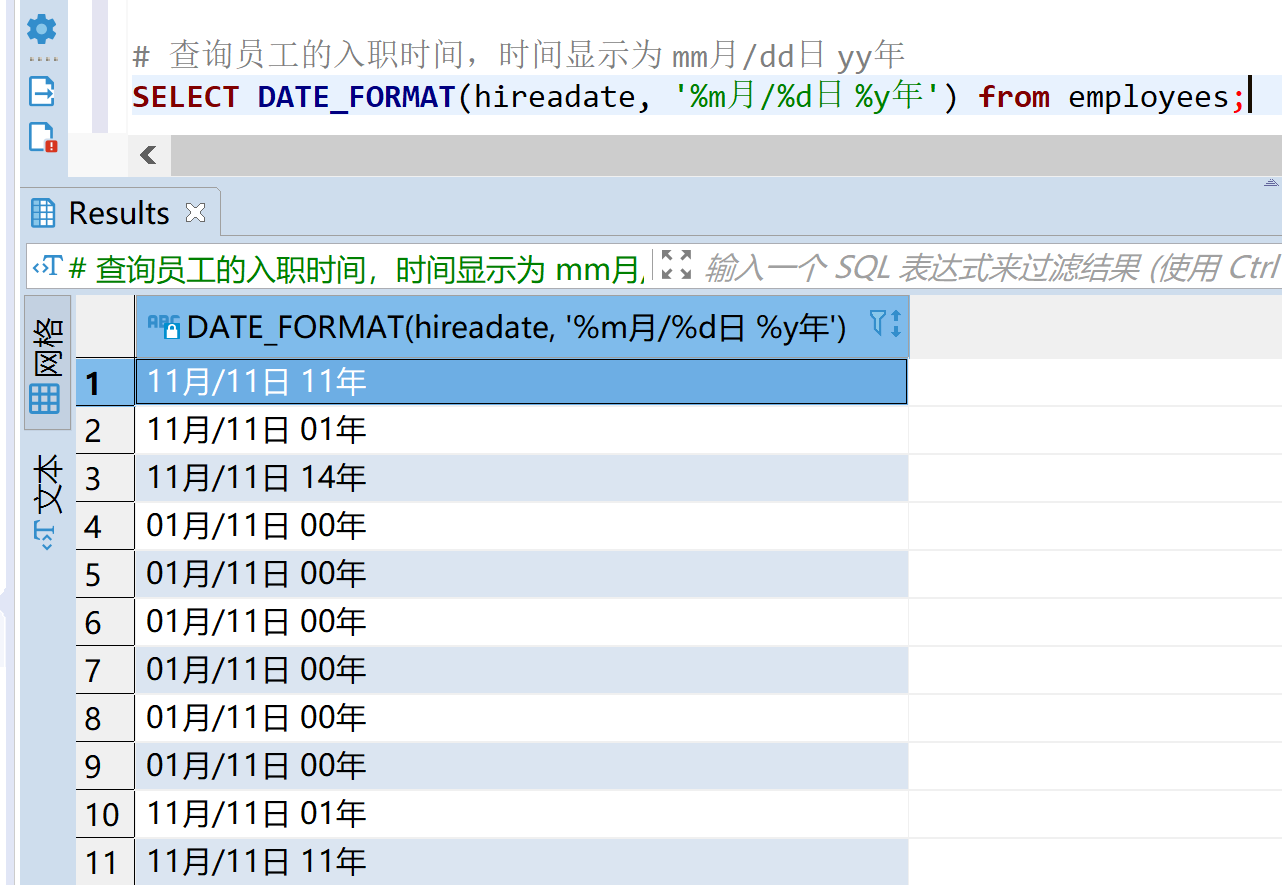 # 查询员工的入职时间，时间显示为 mm月/dd日 yy年
SELECT DATE_FORMAT(hireadate, '%m月/%d日 %y年') from employees;
Results
# 查询员工的入职时间，时间显示为 mm月/
输入一个 SQL 表达式来过滤结果 (使用 Ctrl
网格
文本
ABC DATE_FORMAT(hireadate, '%m月/%d日 %y年')
1 11月/11日 11年
2 11月/11日 01年
3 11月/11日 14年
4 01月/11日 00年
5 01月/11日 00年
6 01月/11日 00年
7 01月/11日 00年
8 01月/11日 00年
9 01月/11日 00年
10 11月/11日 01年
11 11月/11日 11年